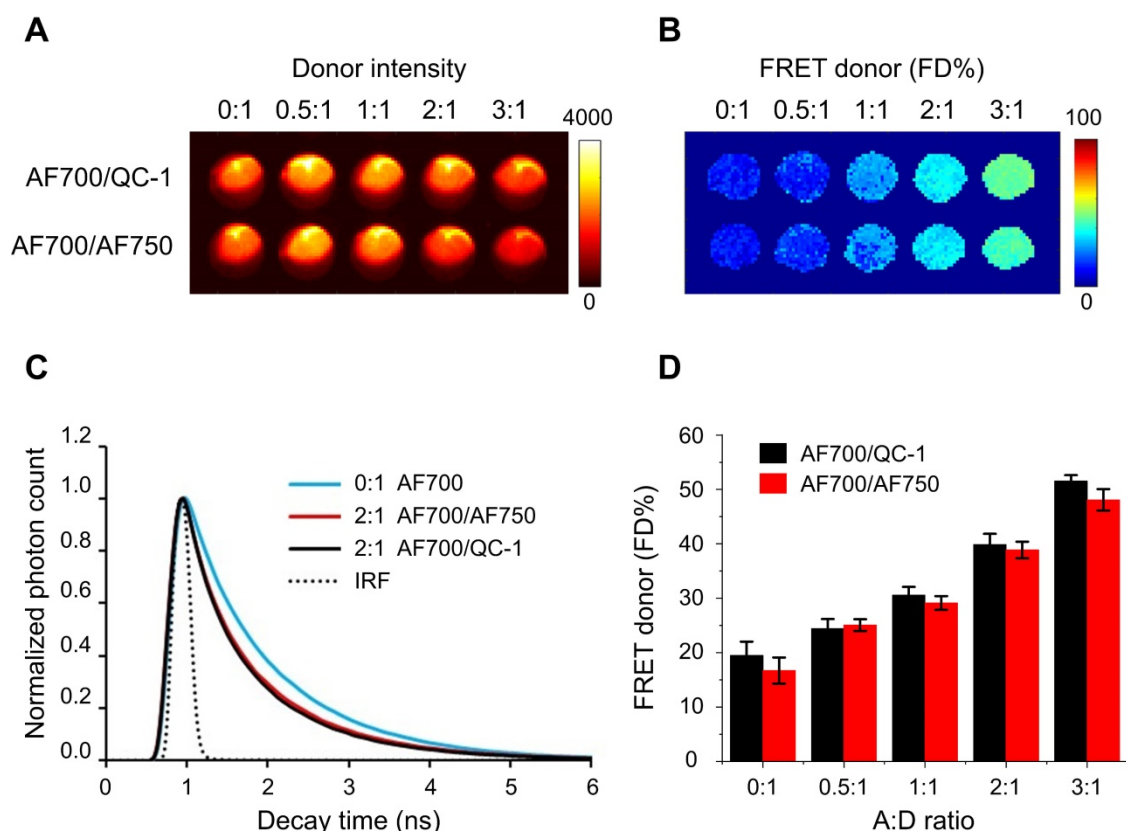 A
Donor intensity
0:1 0.5:1 1:1 2:1 3:1
4000
AF700/QC-1
AF700/AF750
0
B
FRET donor (FD%)
0:1 0.5:1 1:1 2:1 3:1
100
0
C
Normalized photon count
1.2
1.0
0.8
0.6
0.4
0.2
0.0
0 1 2 3 4 5 6
Decay time (ns)
0:1 AF700
2:1 AF700/AF750
2:1 AF700/QC-1
IRF
D
FRET donor (FD%)
60
50
40
30
20
10
0
AF700/QC-1
AF700/AF750
0:1 0.5:1 1:1 2:1 3:1
A:D ratio